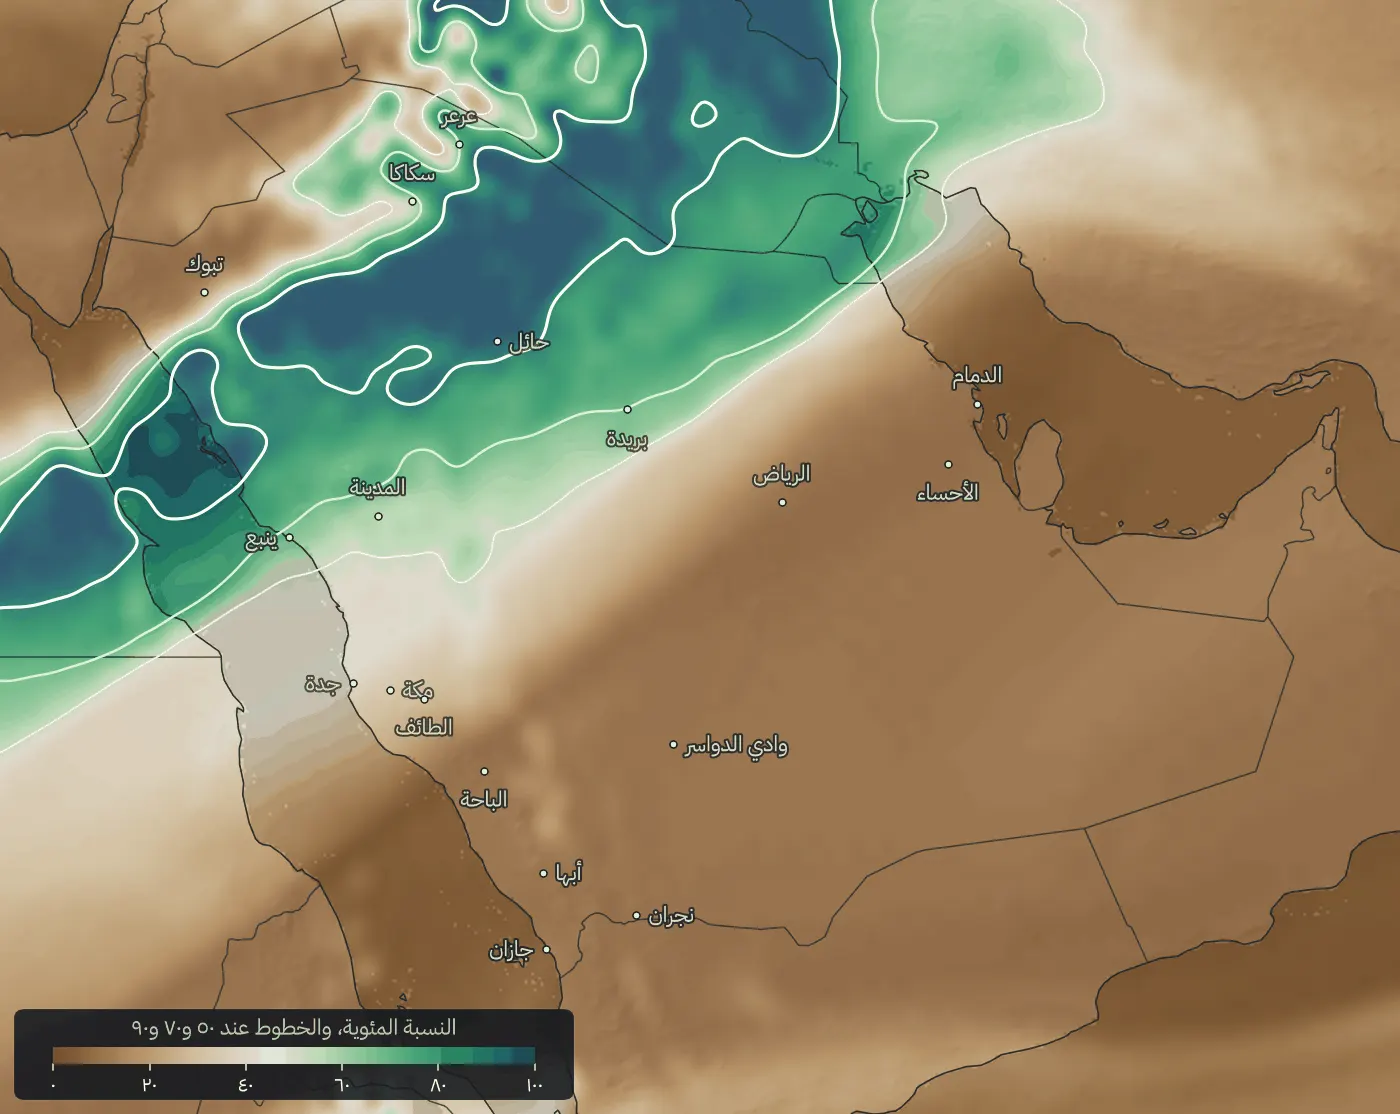 عرعر
سكاكا
تبوك
حائل
الدمام
بريدة
الرياض
المدينة
الأحساء
ينبع
جدة
مكة
الطائف
وادي الدواسر
الباحة
أبها
نجران
جازان
النسبة المئوية، والخطوط عند ٥٠ و٧٠ و٩٠
٠ ٢٠ ٤٠ ٦٠ ٨٠ ١٠٠